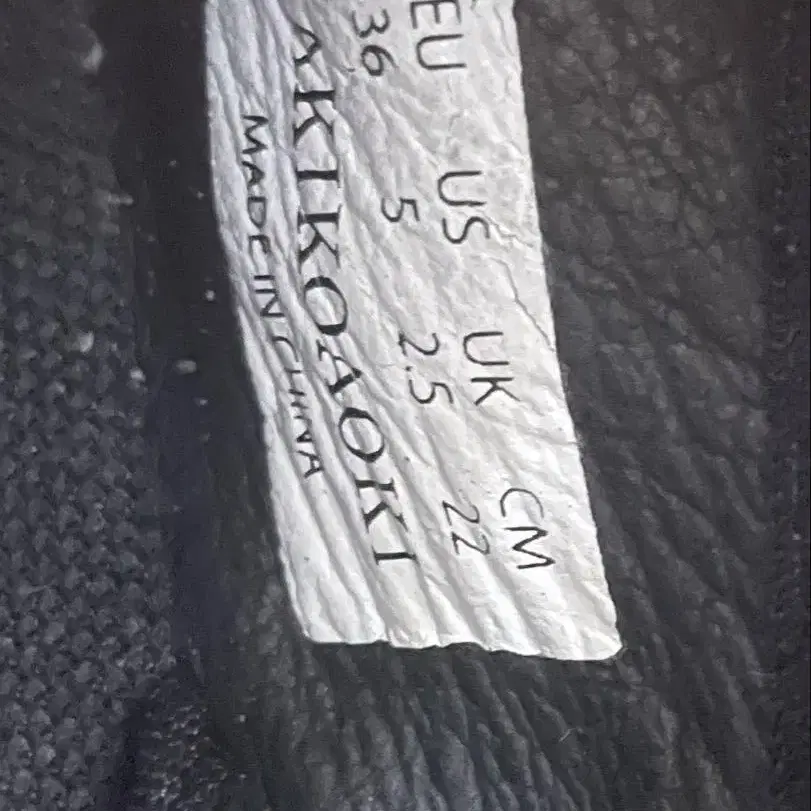 EU US UK CM
36 5 2.5 22
AKIKOAOKI
MADE IN CHINA